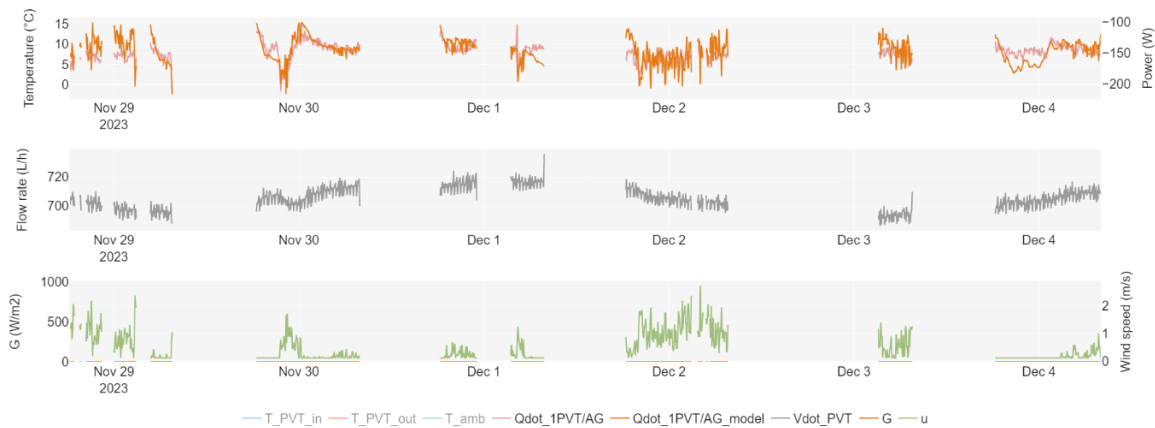 Temperature (°C)
15
10
5
0
−100
−150
−200
Power (W)
Nov 29
2023
Nov 30
Dec 1
Dec 2
Dec 3
Dec 4
Flow rate (L/h)
720
700
Nov 29
2023
Nov 30
Dec 1
Dec 2
Dec 3
Dec 4
G (W/m2)
1000
500
0
2
1
0
Wind speed (m/s)
Nov 29
2023
Nov 30
Dec 1
Dec 2
Dec 3
Dec 4
T_PVT_in T_PVT_out T_amb Qdot_1PVT/AG Qdot_1PVT/AG_model Vdot_PVT G u